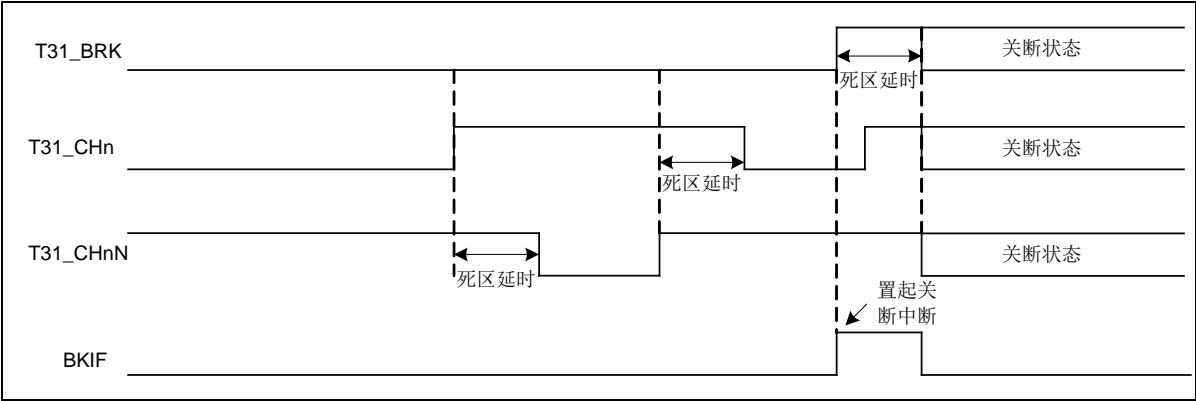 T31_BRK
关断状态
死区延时
T31_CHn
关断状态
死区延时
T31_CHnN
关断状态
死区延时
置起关
断中断
BKIF